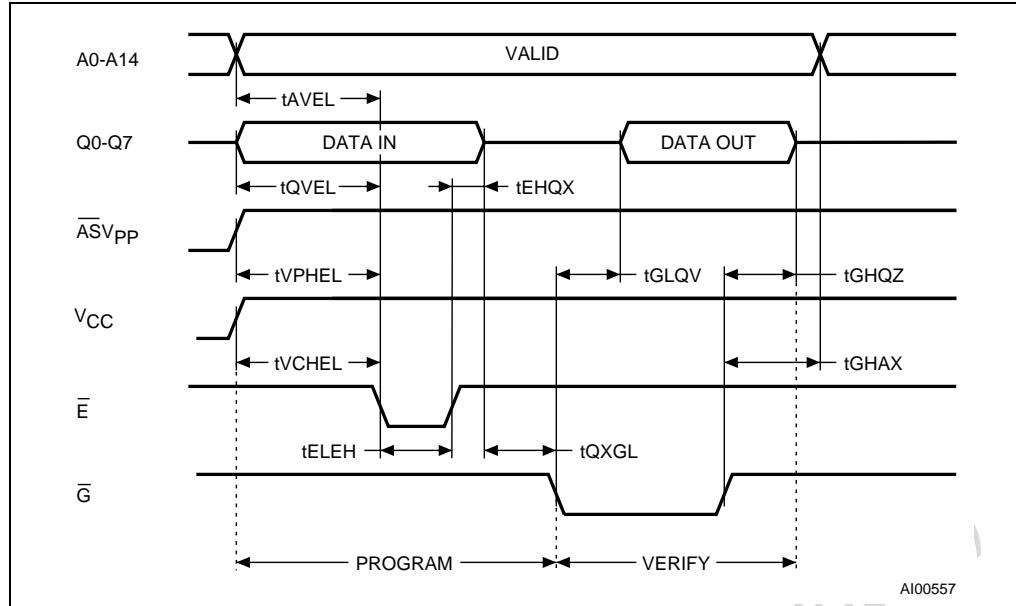 A0-A14
VALID
tAVEL
Q0-Q7
DATA IN
DATA OUT
tQVEL
tEHQX
A̅S̅VPP
tVPHEL
tGLQV
tGHQZ
VCC
tVCHEL
tGHAX
E̅
tELEH
tQXGL
G̅
PROGRAM
VERIFY
AI00557